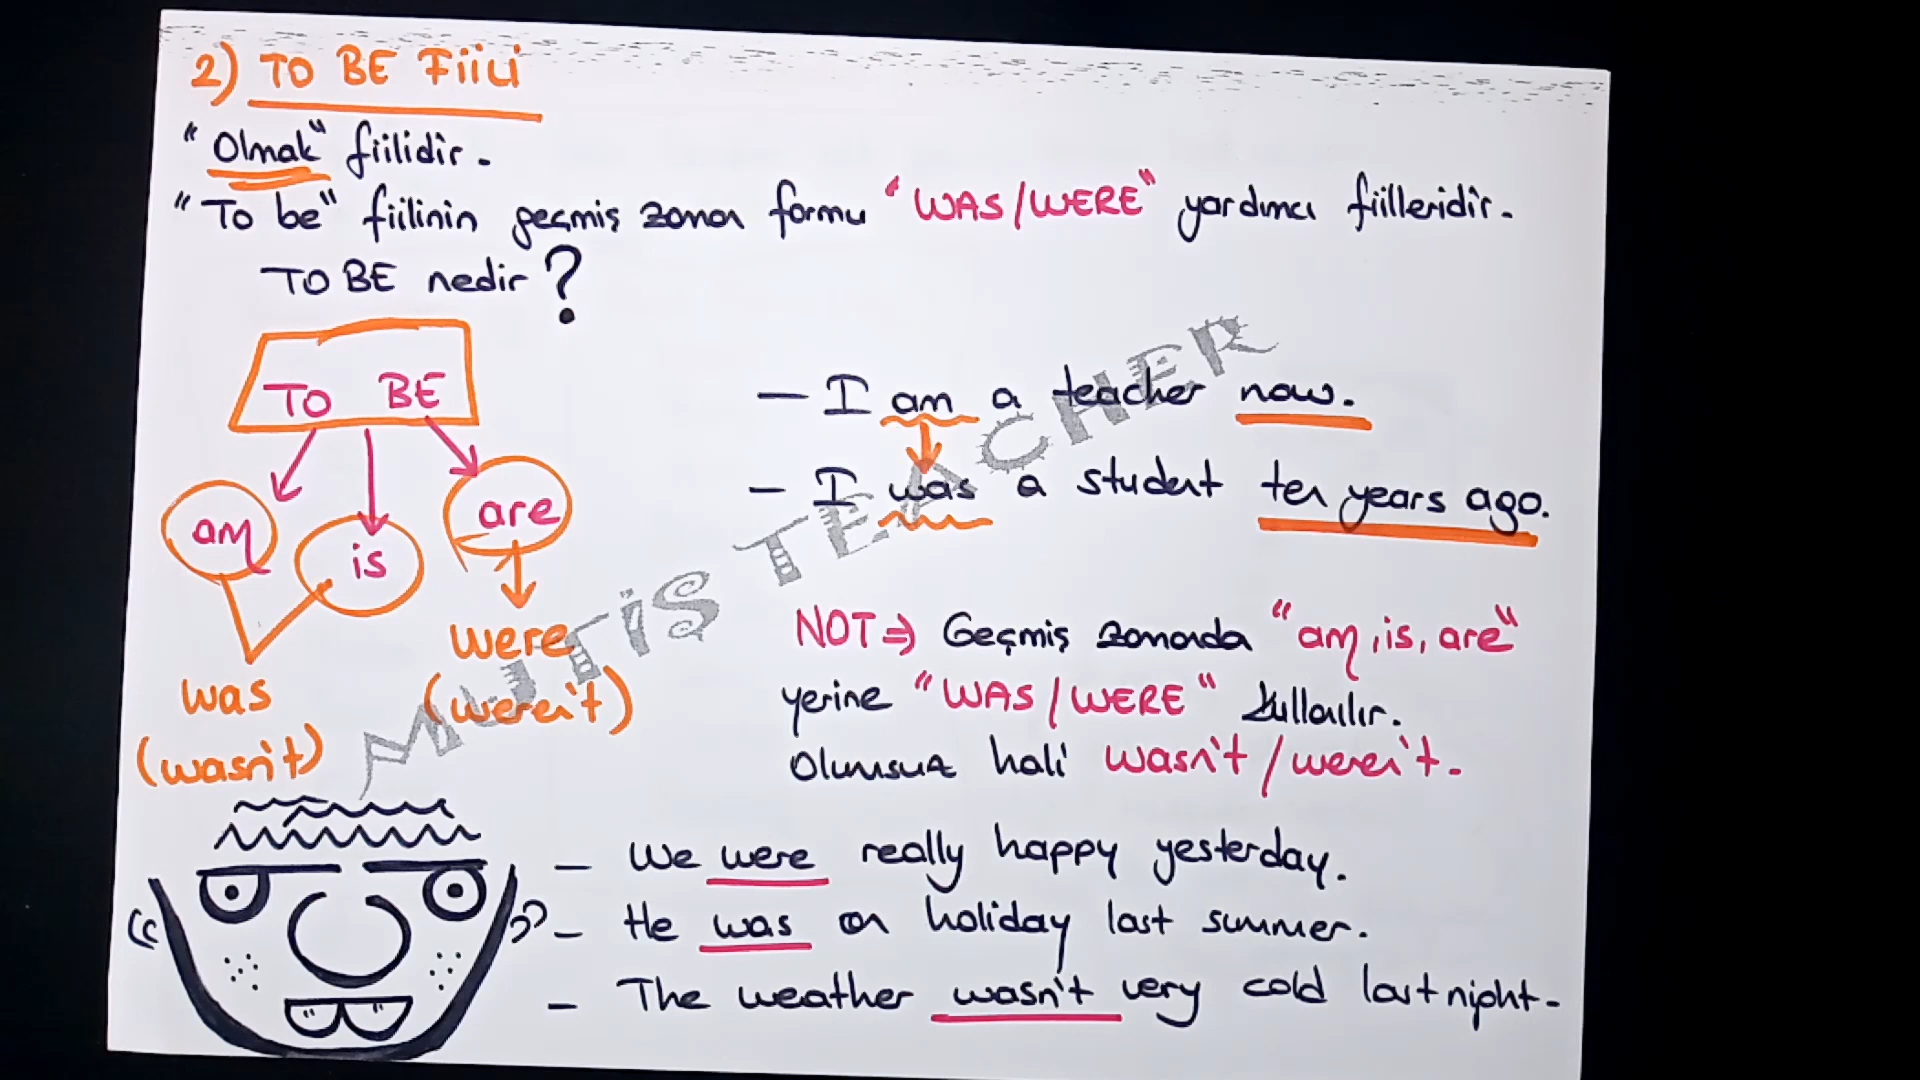 2) TO BE Fiili
"Olmak" fiilidir.
"To be" fiilinin geçmiş zaman formu "WAS/WERE" yardımcı fiilleridir.
TO BE nedir?
TO BE
am
is
are
was
(wasn't)
were
(weren't)
- I am a teacher now.
- I was a student ten years ago.
NOT⇒ Geçmiş zamanda "am, is, are"
yerine "WAS/WERE" kullanılır.
Olumsuz hali wasn't/weren't.
- We were really happy yesterday.
- He was on holiday last summer.
- The weather wasn't very cold last night.
MUTIS TEACHER